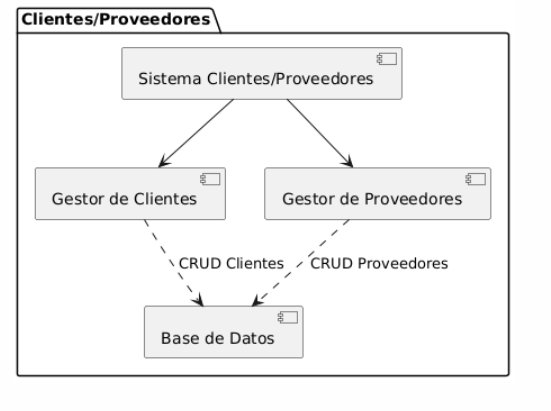 Clientes/Proveedores
Sistema Clientes/Proveedores
Gestor de Clientes
Gestor de Proveedores
CRUD Clientes
CRUD Proveedores
Base de Datos